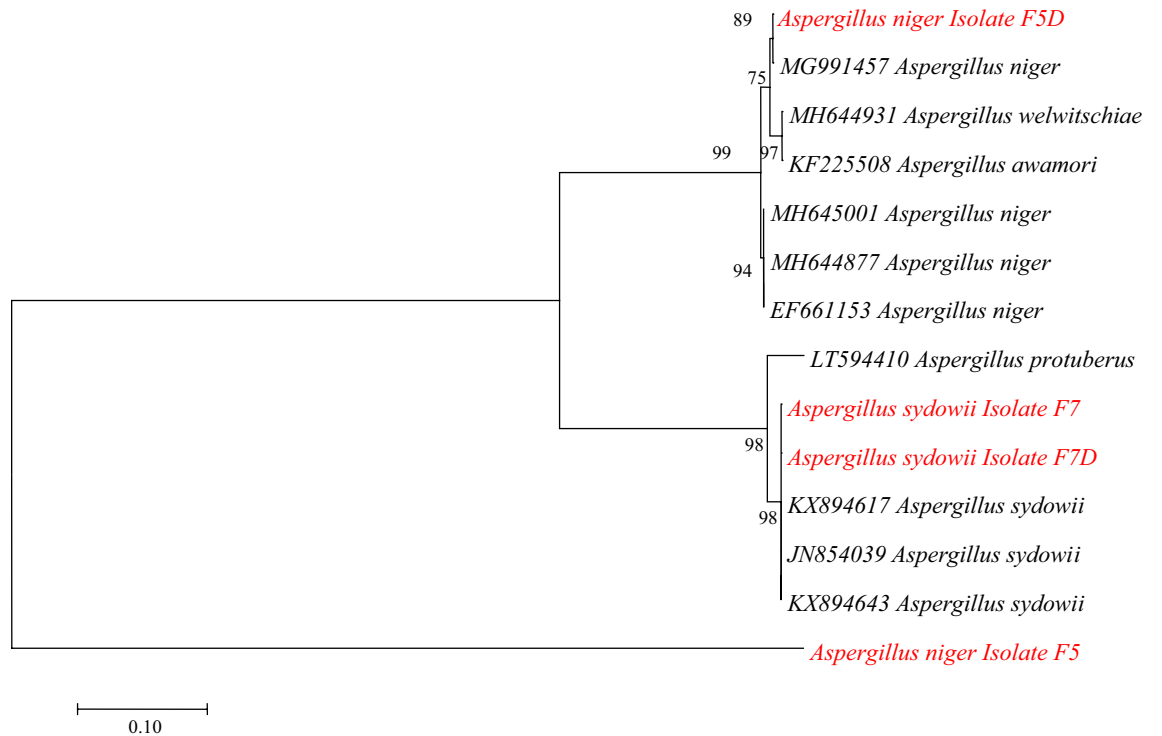 89
Aspergillus niger Isolate F5D
MG991457 Aspergillus niger
75
MH644931 Aspergillus welwitschiae
99
97
KF225508 Aspergillus awamori
MH645001 Aspergillus niger
MH644877 Aspergillus niger
94
EF661153 Aspergillus niger
LT594410 Aspergillus protuberus
Aspergillus sydowii Isolate F7
98
Aspergillus sydowii Isolate F7D
KX894617 Aspergillus sydowii
98
JN854039 Aspergillus sydowii
KX894643 Aspergillus sydowii
Aspergillus niger Isolate F5
0.10